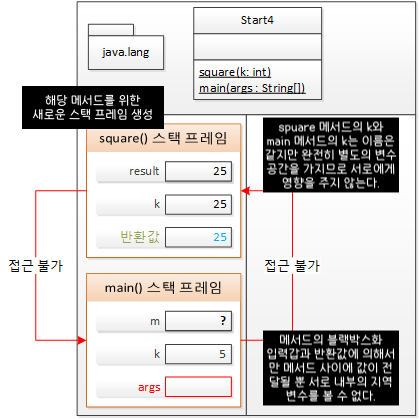 Start4
java.lang
square(k: int)
main(args : String[])
해당 메서드를 위한
새로운 스택 프레임 생성
square() 스택 프레임
result 25
k 25
반환값 25
spuare 메서드의 k와
main 메서드의 k는 이름은
같지만 완전히 별도의 변수
공간을 가지므로 서로에게
영향을 주지 않는다.
접근 불가
접근 불가
main() 스택 프레임
m ?
k 5
args
메서드의 블랙박스화
입력값과 반환값에 의해서
만 메서드 사이에 값이 전
달될 뿐 서로 내부의 지역
변수를 볼 수 없다.